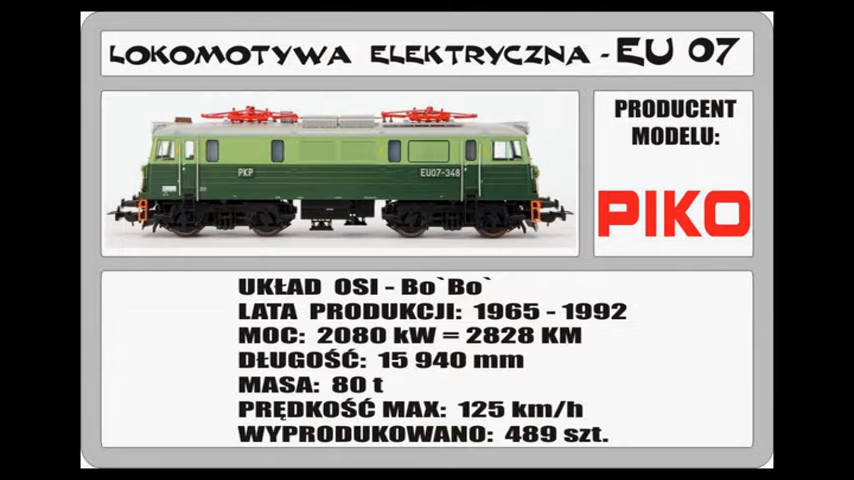 LOKOMOTYWA ELEKTRYCZNA - EU 07
PKP
EU07-348
PRODUCENT
MODELU:
PIKO
UKŁAD OSI - Bo`Bo`
LATA PRODUKCJI: 1965 - 1992
MOC: 2080 kW = 2828 KM
DŁUGOŚĆ: 15 940 mm
MASA: 80 t
PRĘDKOŚĆ MAX: 125 km/h
WYPRODUKOWANO: 489 szt.